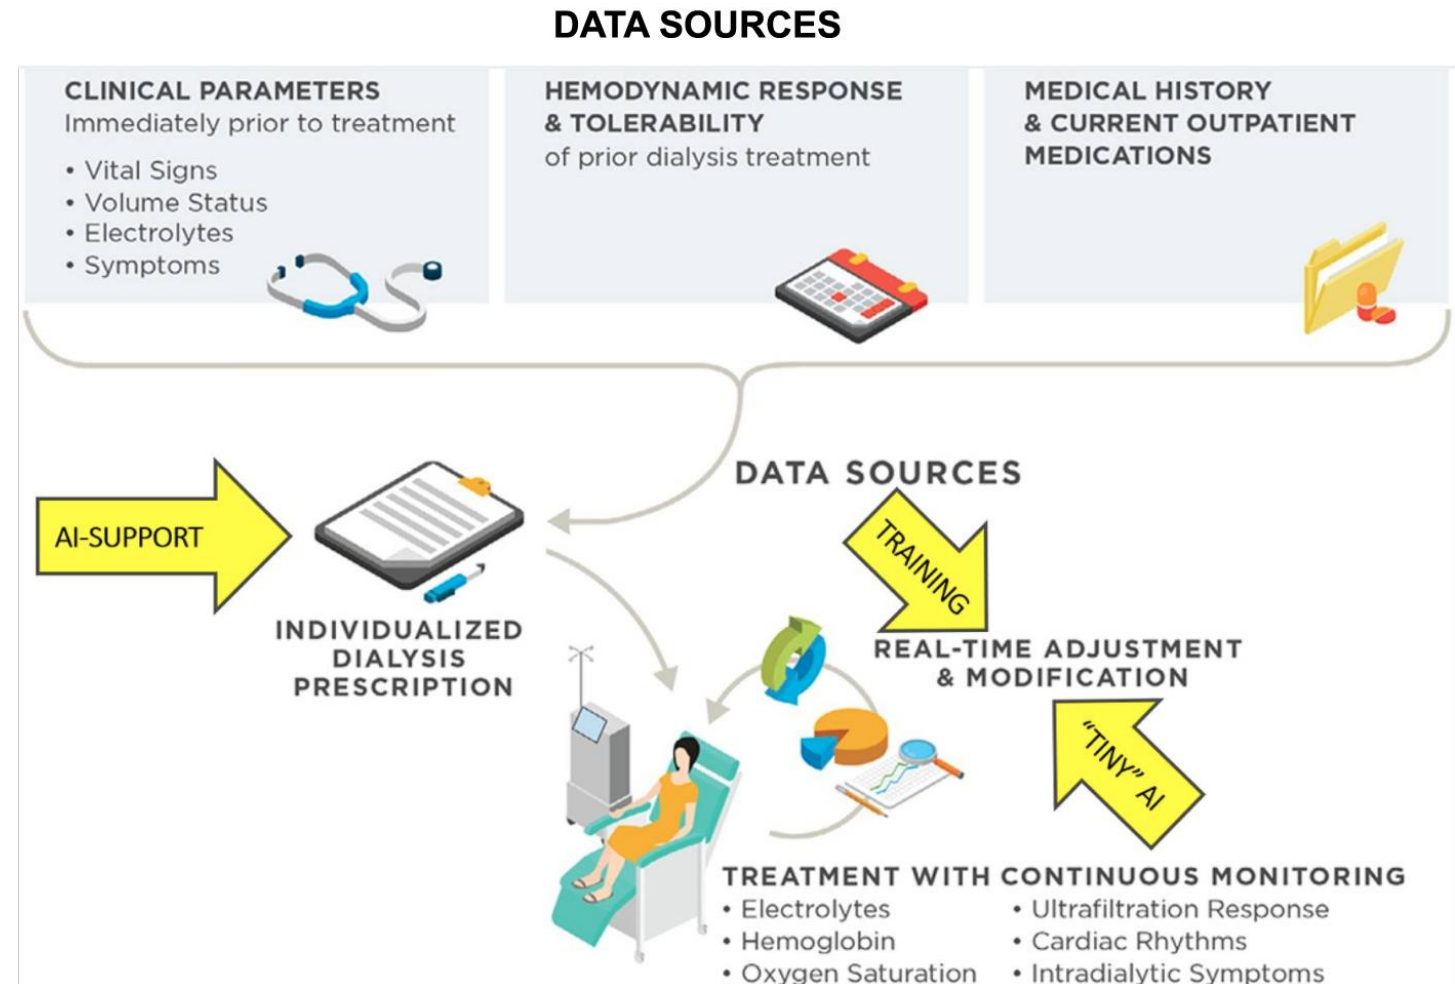 DATA SOURCES
CLINICAL PARAMETERS
Immediately prior to treatment
• Vital Signs
• Volume Status
• Electrolytes
• Symptoms
HEMODYNAMIC RESPONSE
& TOLERABILITY
of prior dialysis treatment
MEDICAL HISTORY
& CURRENT OUTPATIENT
MEDICATIONS
AI-SUPPORT
INDIVIDUALIZED
DIALYSIS
PRESCRIPTION
DATA SOURCES
TRAINING
REAL-TIME ADJUSTMENT
& MODIFICATION
“TINY” AI
TREATMENT WITH CONTINUOUS MONITORING
• Electrolytes
• Hemoglobin
• Oxygen Saturation
• Ultrafiltration Response
• Cardiac Rhythms
• Intradialytic Symptoms